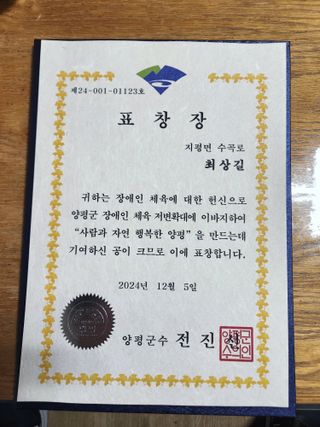 제24-001-01123호
표 창 장
지평면 수곡로
최상길
귀하는 장애인 체육에 대한 헌신으로
양평군 장애인 체육 저변확대에 이바지하여
“사람과 자연 행복한 양평” 을 만드는데
기여하신 공이 크므로 이에 표창합니다.
2024년 12월 5일
양평군수 전 진 선